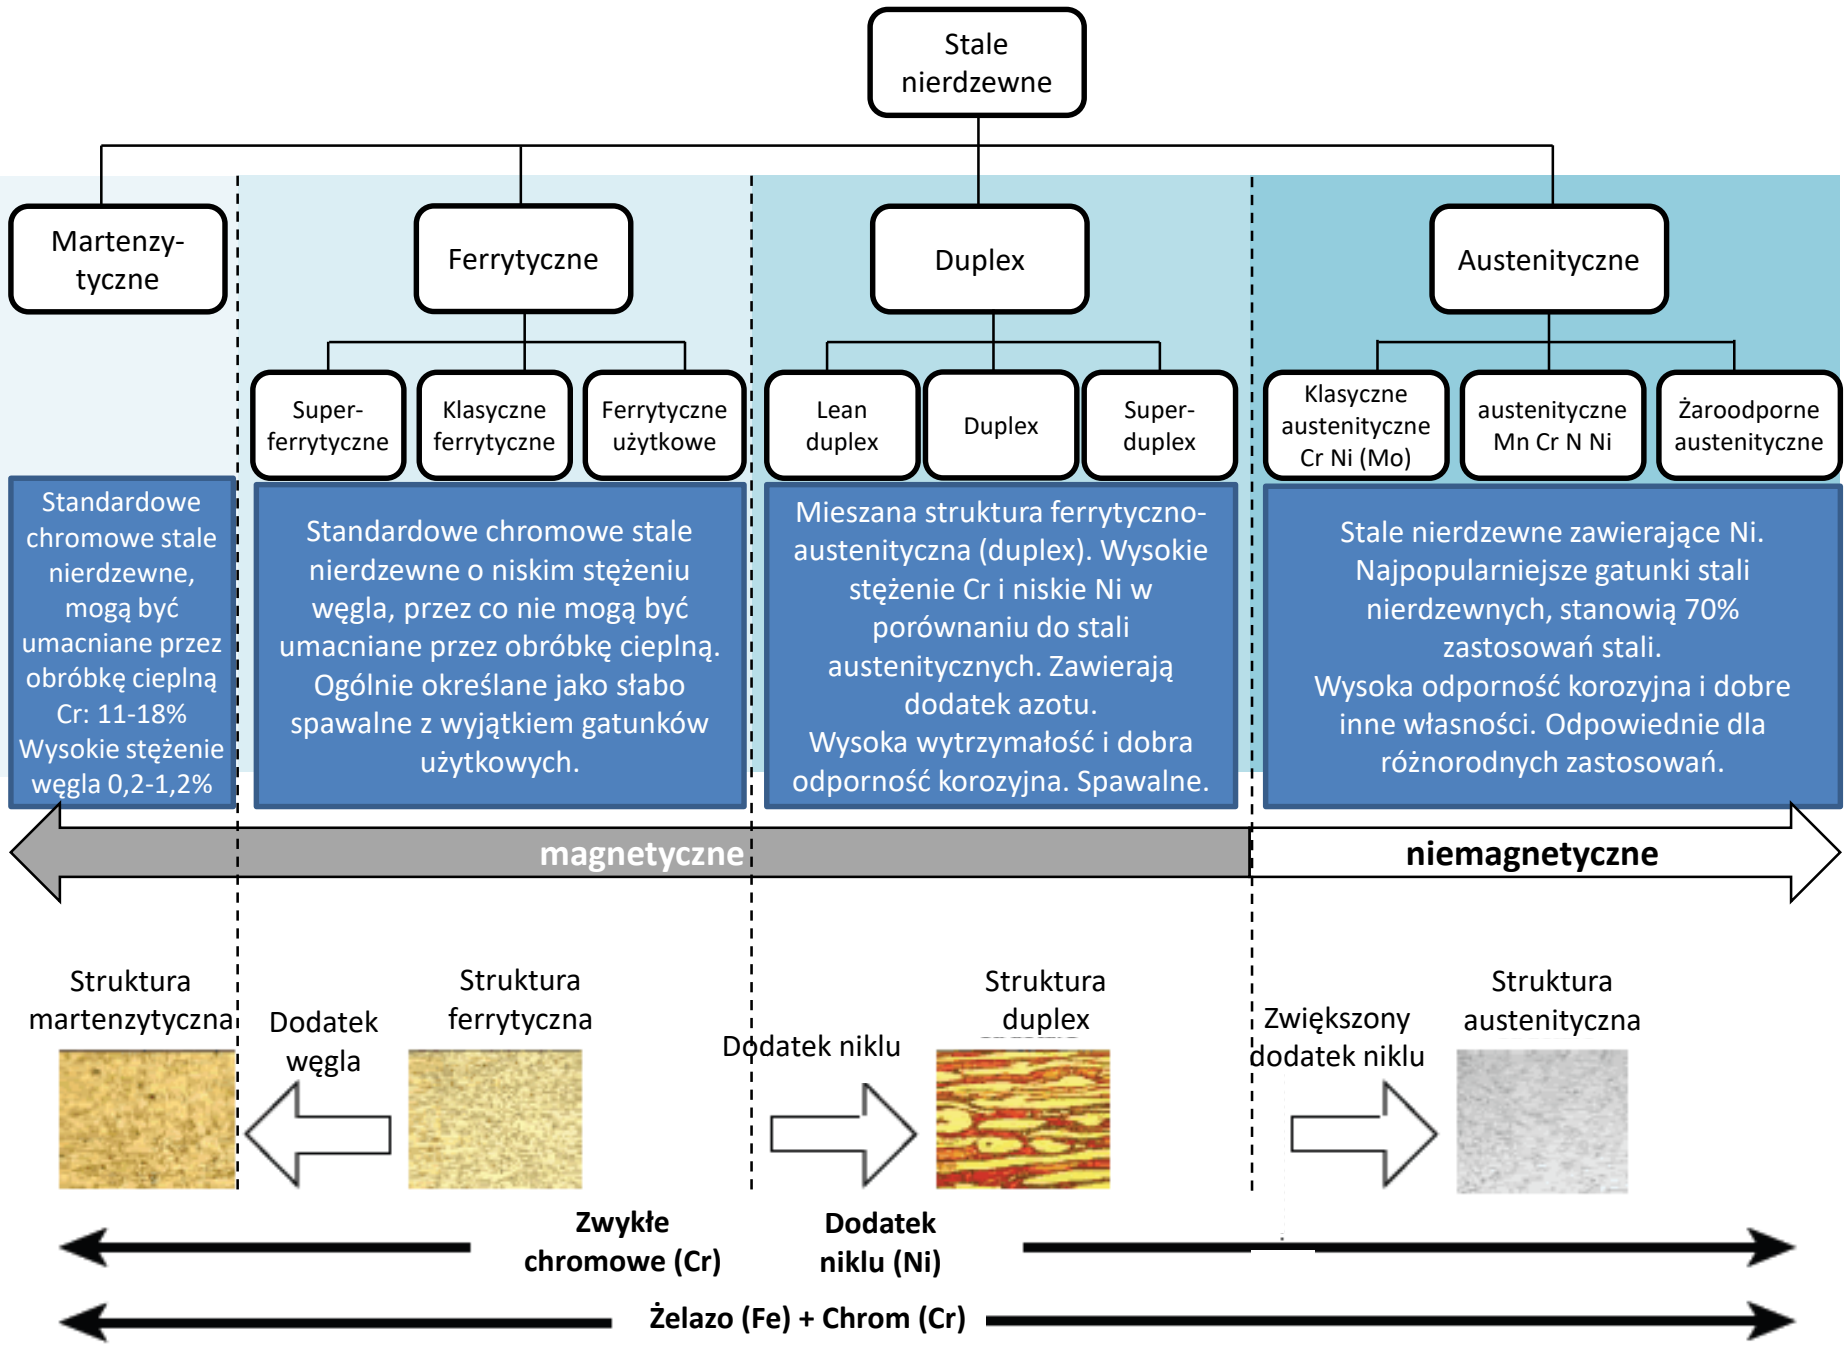 Stale
nierdzewne
Martenzy-
tyczne
Ferrytyczne
Duplex
Austenityczne
Super-
ferrytyczne
Klasyczne
ferrytyczne
Ferrytyczne
użytkowe
Lean
duplex
Duplex
Super-
duplex
Klasyczne
austenityczne
Cr Ni (Mo)
austenityczne
Mn Cr N Ni
Żaroodporne
austenityczne
Standardowe
chromowe stale
nierdzewne,
mogą być
umacniane przez
obróbkę cieplną
Cr: 11-18%
Wysokie stężenie
węgla 0,2-1,2%
Standardowe chromowe stale
nierdzewne o niskim stężeniu
węgla, przez co nie mogą być
umacniane przez obróbkę cieplną.
Ogólnie określane jako słabo
spawalne z wyjątkiem gatunków
użytkowych.
Mieszana struktura ferrytyczno-
austenityczna (duplex). Wysokie
stężenie Cr i niskie Ni w
porównaniu do stali
austenitycznych. Zawierają
dodatek azotu.
Wysoka wytrzymałość i dobra
odporność korozyjna. Spawalne.
Stale nierdzewne zawierające Ni.
Najpopularniejsze gatunki stali
nierdzewnych, stanowią 70%
zastosowań stali.
Wysoka odporność korozyjna i dobre
inne własności. Odpowiednie dla
różnorodnych zastosowań.
magnetyczne
niemagnetyczne
Struktura
martenzytyczna
Dodatek
węgla
Struktura
ferrytyczna
Dodatek niklu
Struktura
duplex
Zwiększony
dodatek niklu
Struktura
austenityczna
Zwykłe
chromowe (Cr)
Dodatek
niklu (Ni)
Żelazo (Fe) + Chrom (Cr)